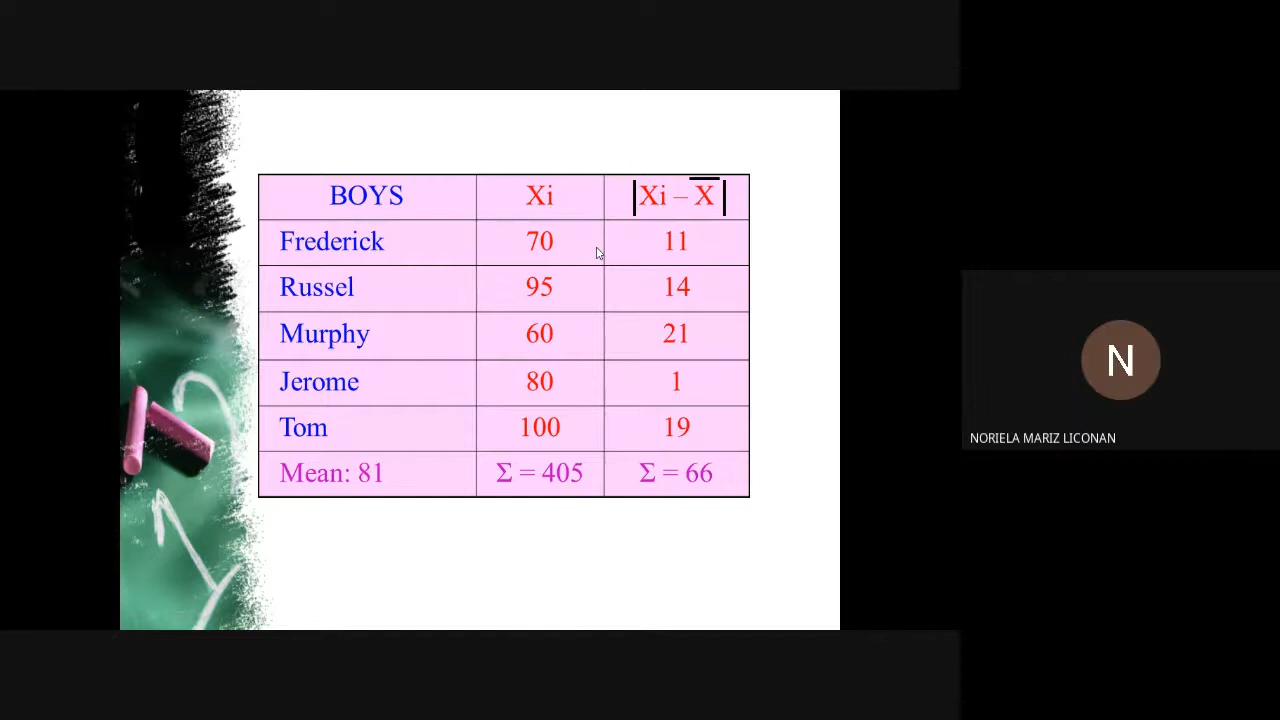 BOYS Xi |Xi – X̅|
Frederick 70 11
Russel 95 14
Murphy 60 21
Jerome 80 1
Tom 100 19
Mean: 81 Σ = 405 Σ = 66
N
NORIELA MARIZ LICONAN